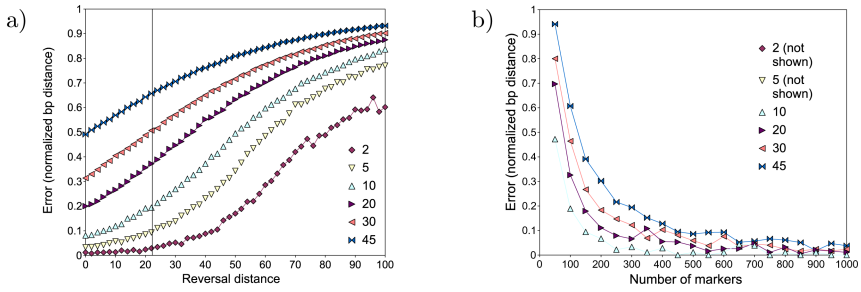 a)
Error (normalized bp distance)
1
0.9
0.8
0.7
0.6
0.5
0.4
0.3
0.2
0.1
0
0 10 20 30 40 50 60 70 80 90 100
Reversal distance
2
5
10
20
30
45
b)
Error (normalized bp distance)
1
0.9
0.8
0.7
0.6
0.5
0.4
0.3
0.2
0.1
0
0 100 200 300 400 500 600 700 800 900 1000
Number of markers
2 (not
shown)
5 (not
shown)
10
20
30
45